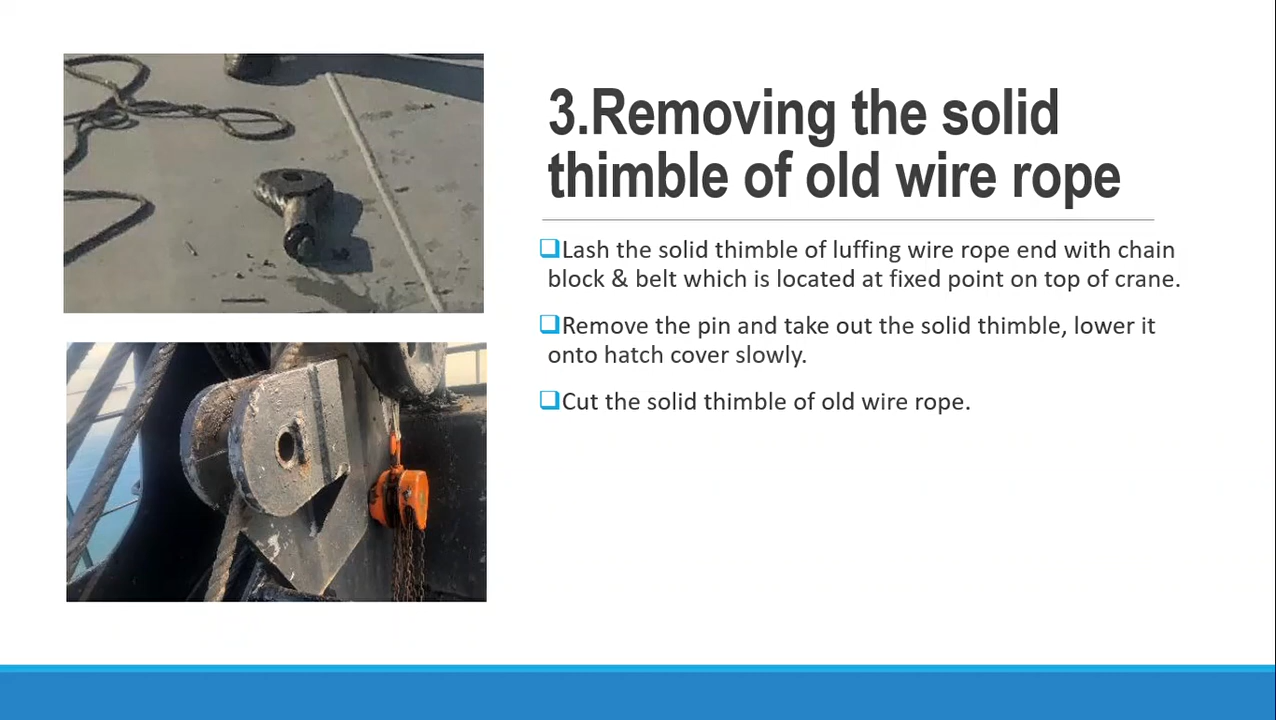 3.Removing the solid
thimble of old wire rope
Lash the solid thimble of luffing wire rope end with chain
block & belt which is located at fixed point on top of crane.
Remove the pin and take out the solid thimble, lower it
onto hatch cover slowly.
Cut the solid thimble of old wire rope.